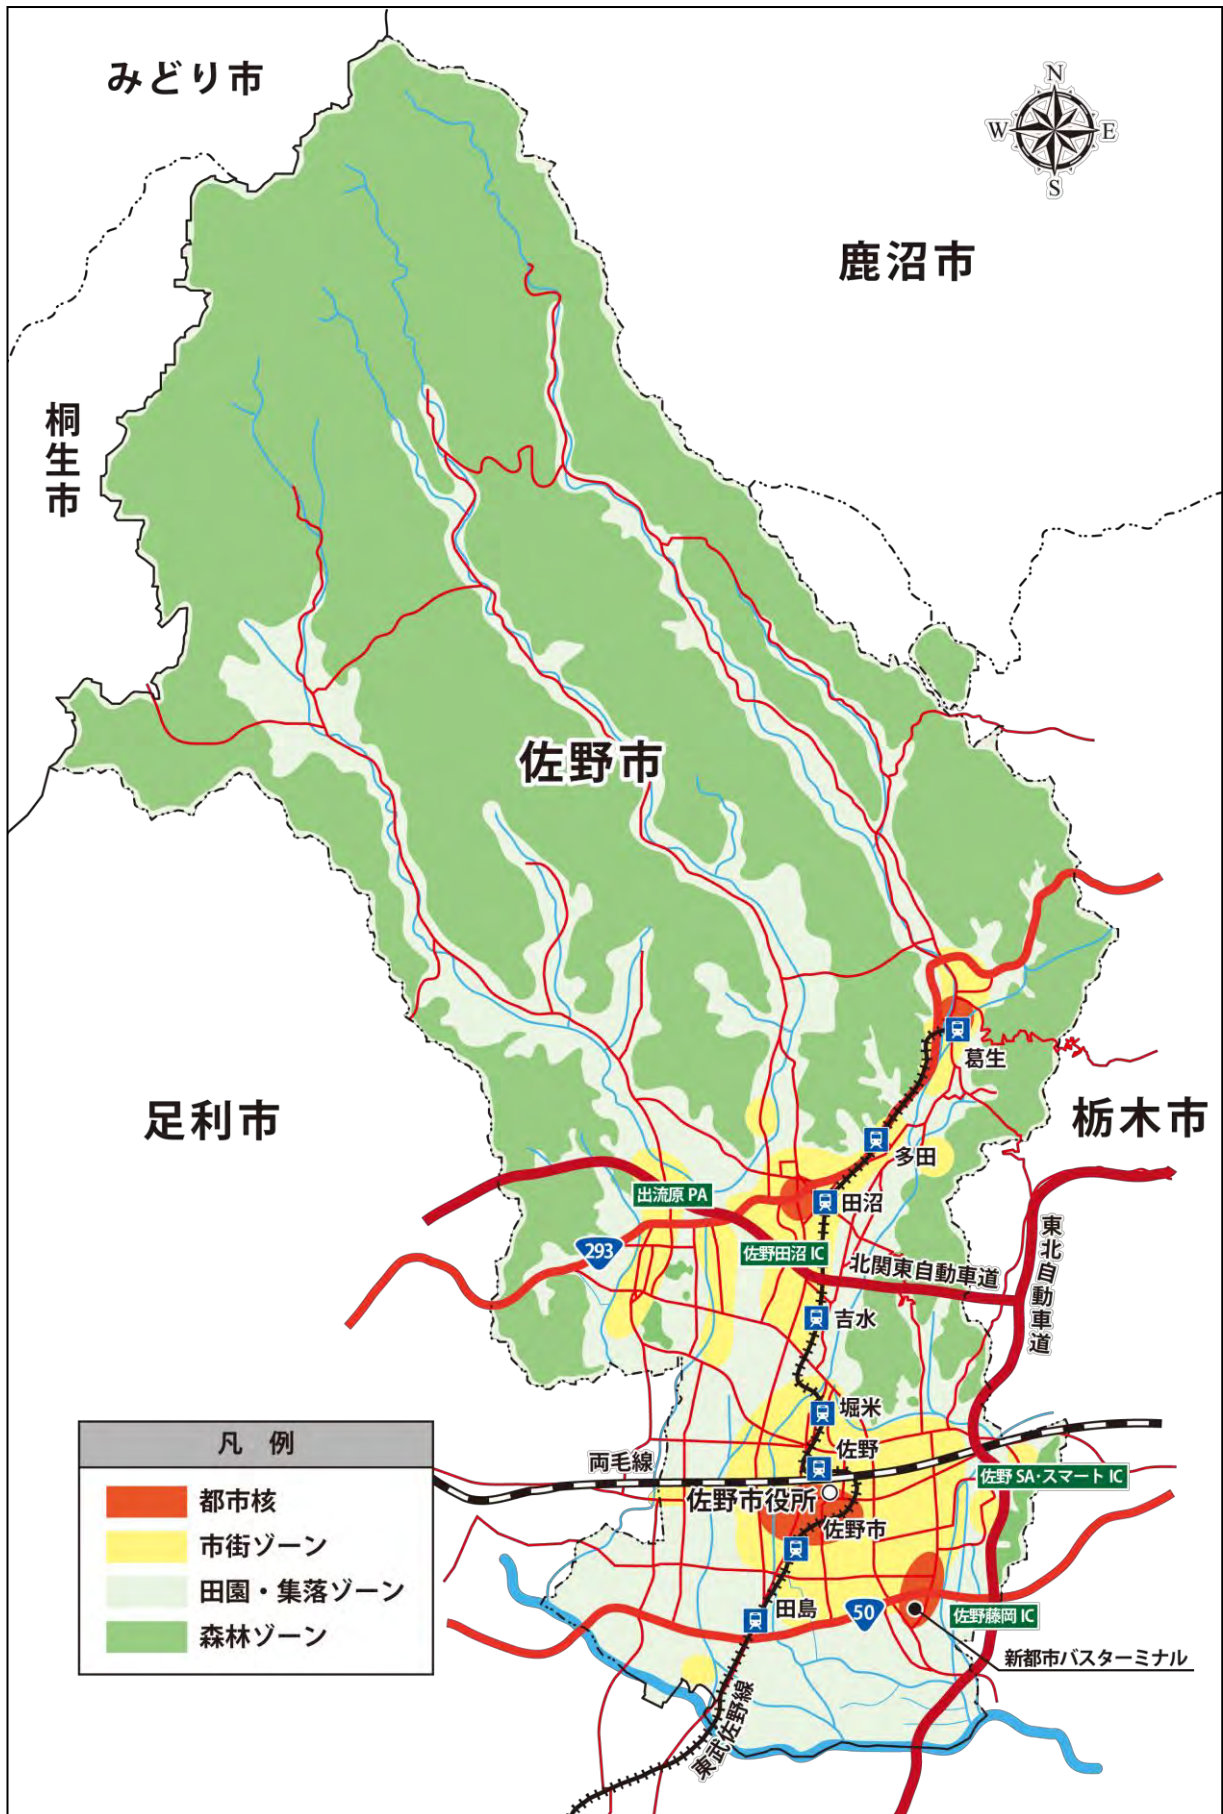 みどり市
N
W
E
S
鹿沼市
桐生市
佐野市
葛生
足利市
栃木市
多田
出流原 PA
田沼
293
佐野田沼 IC
北関東自動車道
東北自動車道
吉水
堀米
凡 例
佐野
両毛線
佐野 SA・スマート IC
都市核
佐野市役所
佐野市
市街ゾーン
田園・集落ゾーン
田島
50
佐野藤岡 IC
森林ゾーン
新都市バスターミナル
東武佐野線